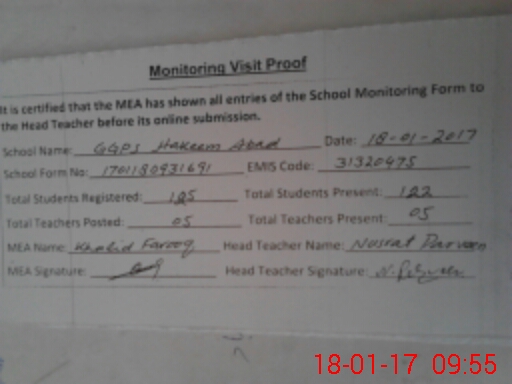 Monitoring Visit Proof
It is certified that the MEA has shown all entries of the School Monitoring Form to
the Head Teacher before its online submission.
School Name: GGPS Hakeem Abad Date: 18-01-2017
School Form No: 1701180931691 EMIS Code: 31320475
Total Students Registered: Total Students Present: 122
Total Teachers Posted: 05 Total Teachers Present: 05
MEA Name: Khalid Farooq Head Teacher Name: Nusrat Parveen
MEA Signature: Head Teacher Signature:
18-01-17 09:55